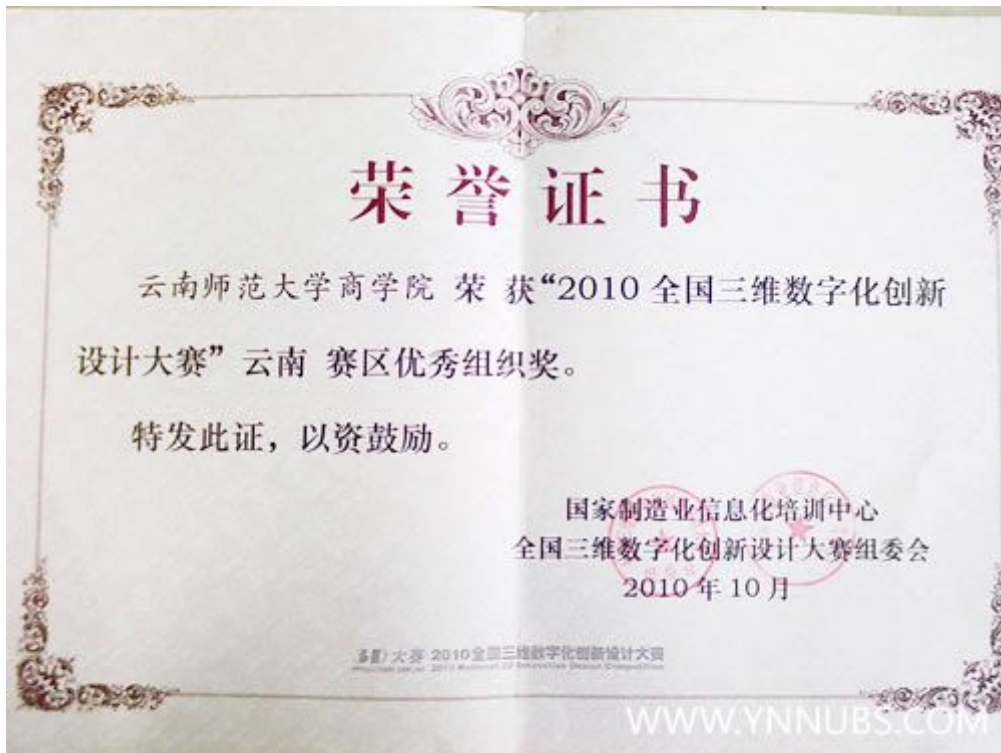 荣誉证书
云南师范大学商学院 荣 获“2010 全国三维数字化创新
设计大赛”云南 赛区优秀组织奖。
特发此证，以资鼓励。
国家制造业信息化培训中心
全国三维数字化创新设计大赛组委会
2010 年 10 月
大赛 2010全国三维数字化创新设计大赛
WWW.YNNUBS.COM